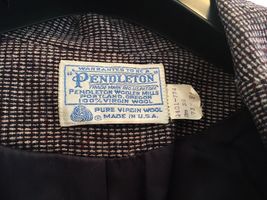 WARRANTED TO BE A
"PENDLETON"
TRADE MARK REG US PAT OFF
PENDLETON WOOLEN MILLS
PORTLAND, OREGON
100% VIRGIN WOOL
PURE VIRGIN WOOL
MADE IN U.S.A.